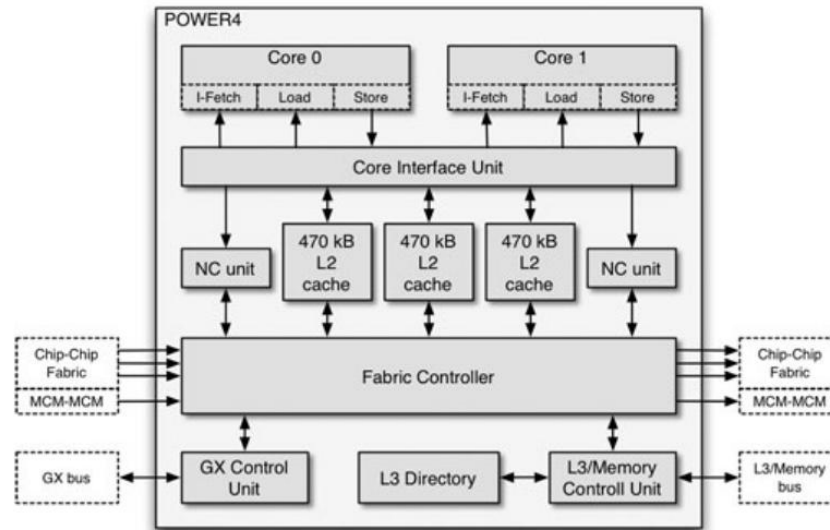 POWER4
Core 0
Core 1
I-Fetch Load Store
I-Fetch Load Store
Core Interface Unit
NC unit
470 kB
L2
cache
470 kB
L2
cache
470 kB
L2
cache
NC unit
Chip-Chip
Fabric
MCM-MCM
Fabric Controller
Chip-Chip
Fabric
MCM-MCM
GX bus
GX Control
Unit
L3 Directory
L3/Memory
Controll Unit
L3/Memory
bus